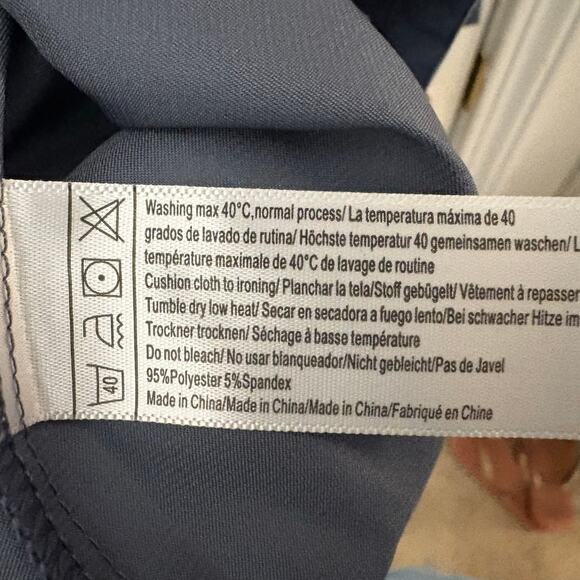 Washing max 40°C,normal process/ La temperatura máxima de 40
grados de lavado de rutina/ Höchste temperatur 40 gemeinsamen waschen/ L
température maximale de 40°C de lavage de routine
Cushion cloth to ironing/ Planchar la tela/Stoff gebügelt/ Vêtement à repasser
Tumble dry low heat/ Secar en secadora a fuego lento/Bei schwacher Hitze im
Trockner trocknen/ Séchage à basse température
Do not bleach/ No usar blanqueador/Nicht gebleicht/Pas de Javel
95%Polyester 5%Spandex
Made in China/Made in China/Made in China/Fabriqué en Chine
40